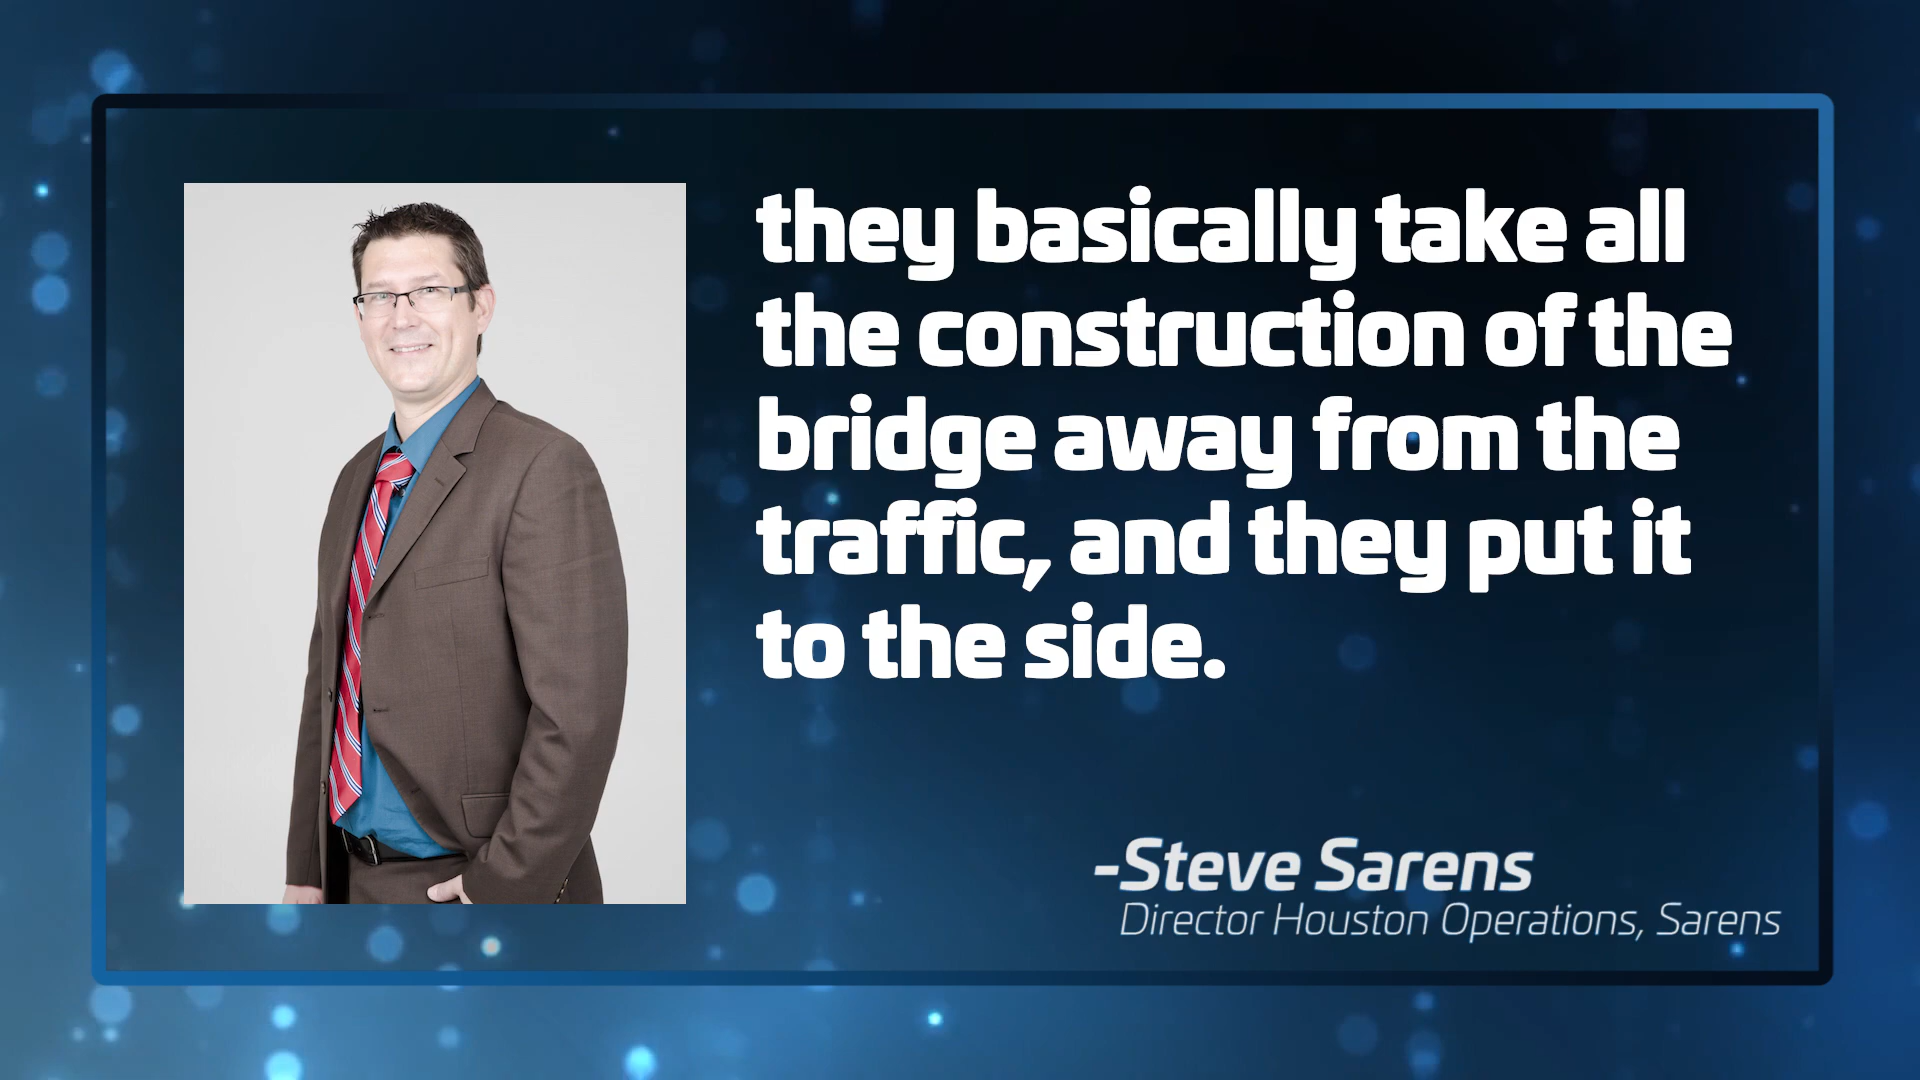 they basically take all
the construction of the
bridge away from the
traffic, and they put it
to the side.
-Steve Sarens
Director Houston Operations, Sarens